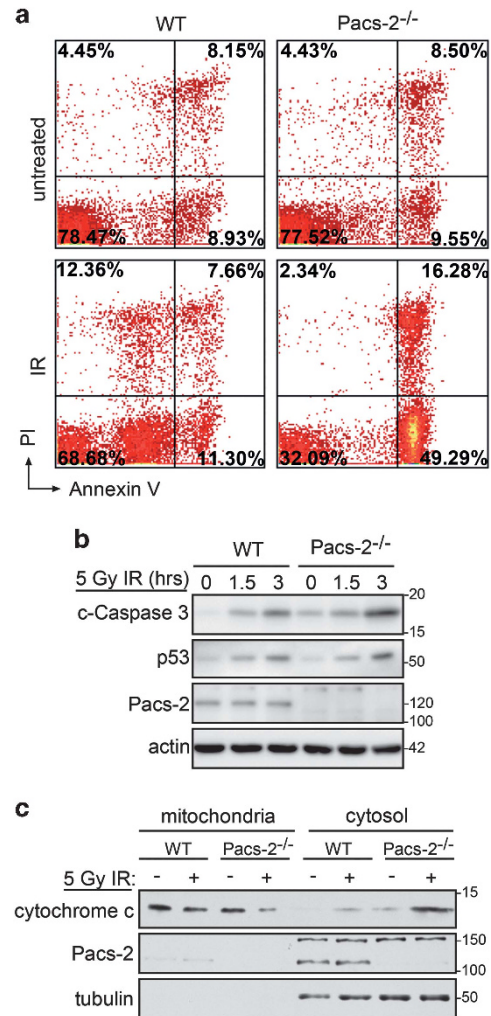 a
WT Pacs-2-/-
4.45% 8.15% 4.43% 8.50%
untreated
78.47% 8.93% 77.52% 9.55%
12.36% 7.66% 2.34% 16.28%
IR
68.68% 11.30% 32.09% 49.29%
PI
Annexin V
b
WT Pacs-2-/-
5 Gy IR (hrs) 0 1.5 3 0 1.5 3
c-Caspase 3 20
15
p53 50
Pacs-2 120
100
actin 42
c
mitochondria cytosol
WT Pacs-2-/- WT Pacs-2-/-
5 Gy IR: - + - + - + - +
cytochrome c 15
Pacs-2 150
100
tubulin 50